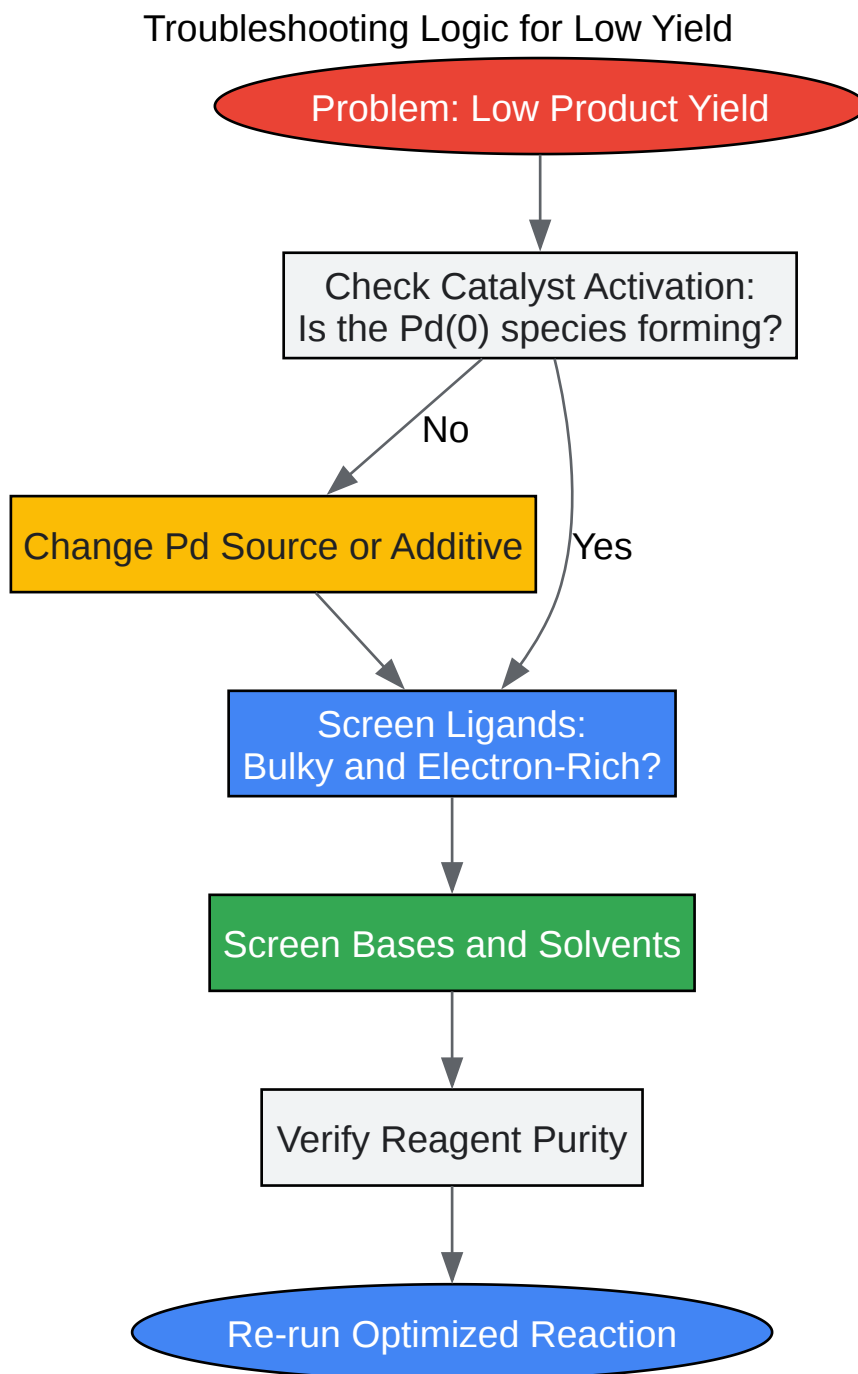 Troubleshooting Logic for Low Yield
Problem: Low Product Yield
Check Catalyst Activation:
Is the Pd(0) species forming?
No
Change Pd Source or Additive
Yes
Screen Ligands:
Bulky and Electron-Rich?
Screen Bases and Solvents
Verify Reagent Purity
Re-run Optimized Reaction